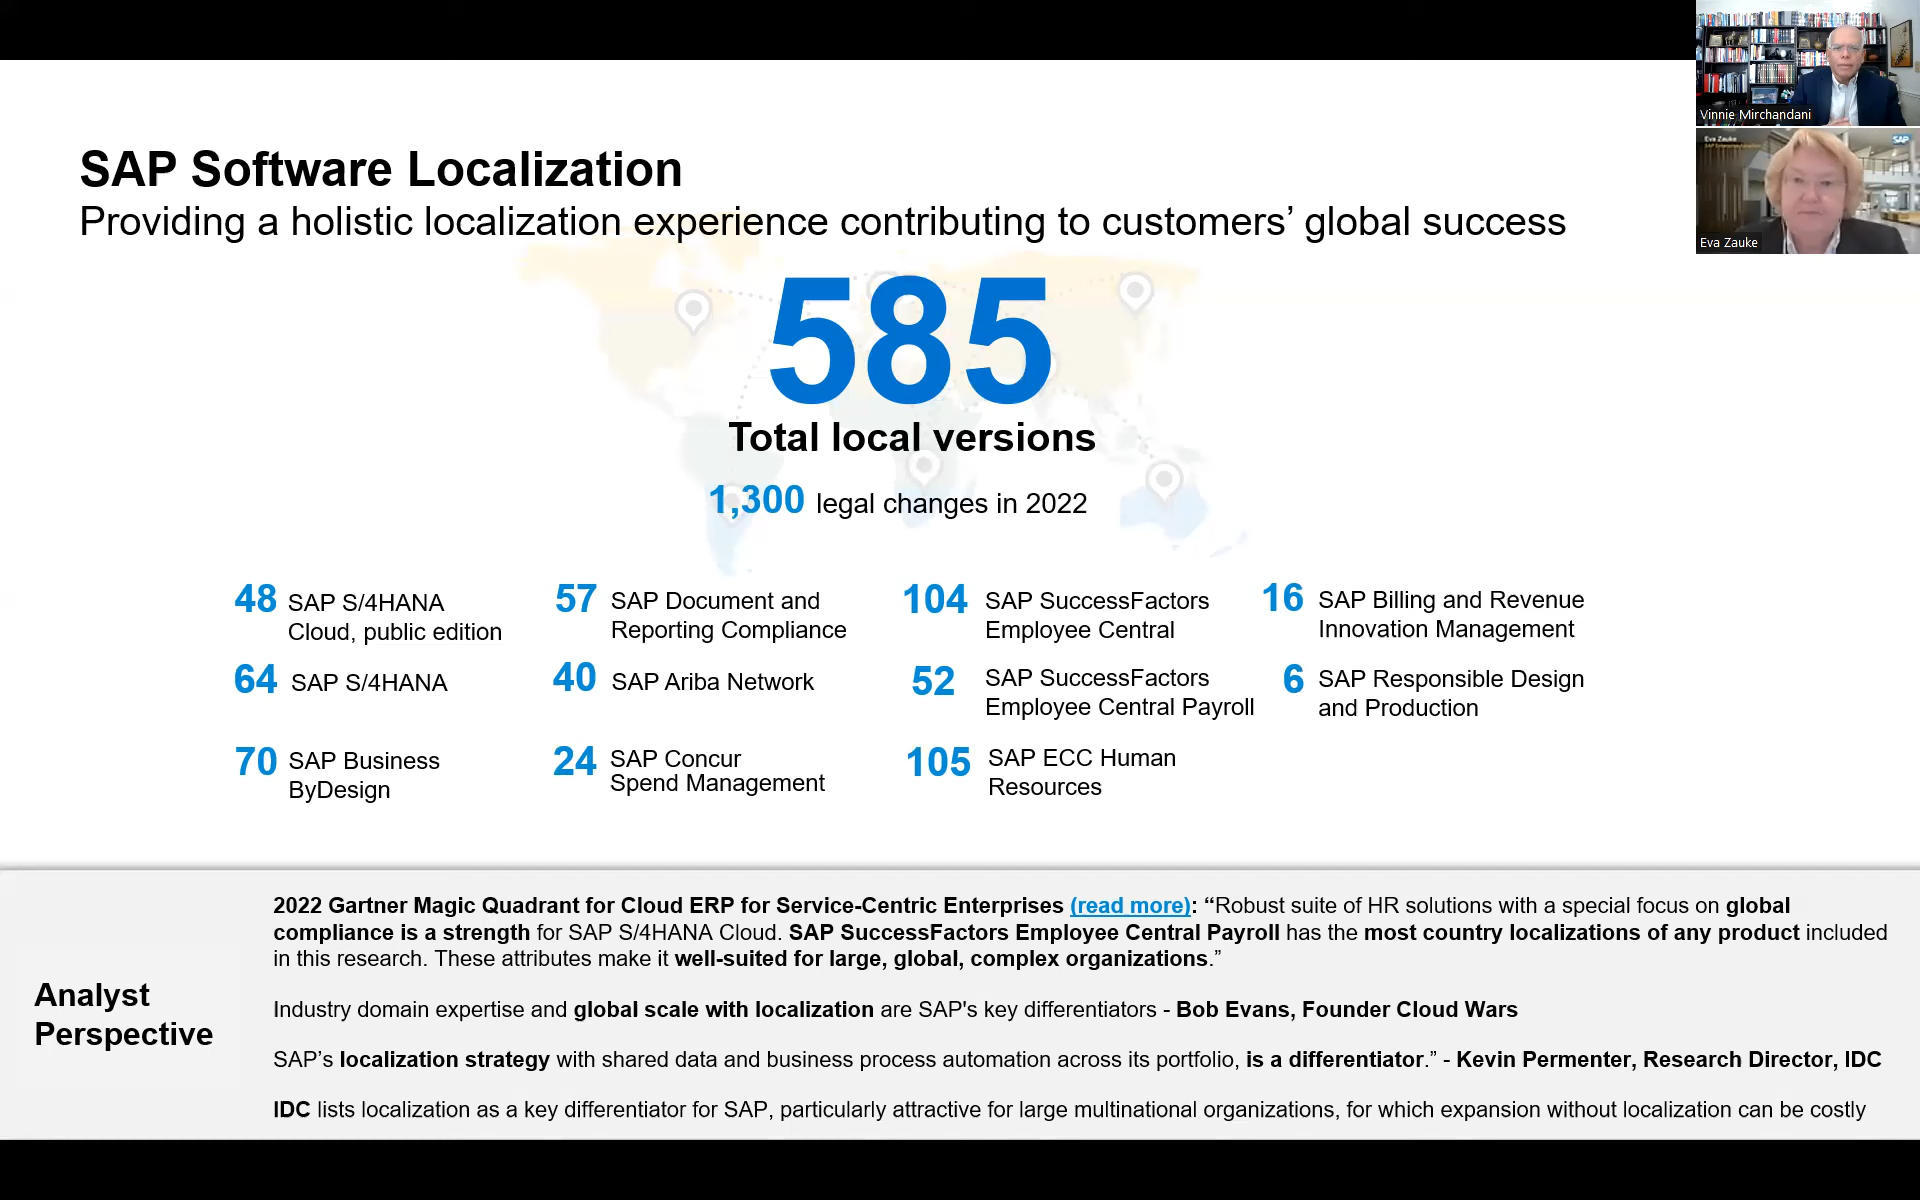 SAP Software Localization
Providing a holistic localization experience contributing to customers’ global success
585
Total local versions
1,300 legal changes in 2022
48 SAP S/4HANA
Cloud, public edition
64 SAP S/4HANA
70 SAP Business
ByDesign
57 SAP Document and
Reporting Compliance
40 SAP Ariba Network
24 SAP Concur
Spend Management
104 SAP SuccessFactors
Employee Central
52 SAP SuccessFactors
Employee Central Payroll
105 SAP ECC Human
Resources
16 SAP Billing and Revenue
Innovation Management
6 SAP Responsible Design
and Production
Analyst
Perspective
2022 Gartner Magic Quadrant for Cloud ERP for Service-Centric Enterprises (read more): “Robust suite of HR solutions with a special focus on global
compliance is a strength for SAP S/4HANA Cloud. SAP SuccessFactors Employee Central Payroll has the most country localizations of any product included
in this research. These attributes make it well-suited for large, global, complex organizations.”
Industry domain expertise and global scale with localization are SAP's key differentiators - Bob Evans, Founder Cloud Wars
SAP’s localization strategy with shared data and business process automation across its portfolio, is a differentiator.” - Kevin Permenter, Research Director, IDC
IDC lists localization as a key differentiator for SAP, particularly attractive for large multinational organizations, for which expansion without localization can be costly
Vinnie Mirchandani
Eva Zauke
SAP
Eva Zauke